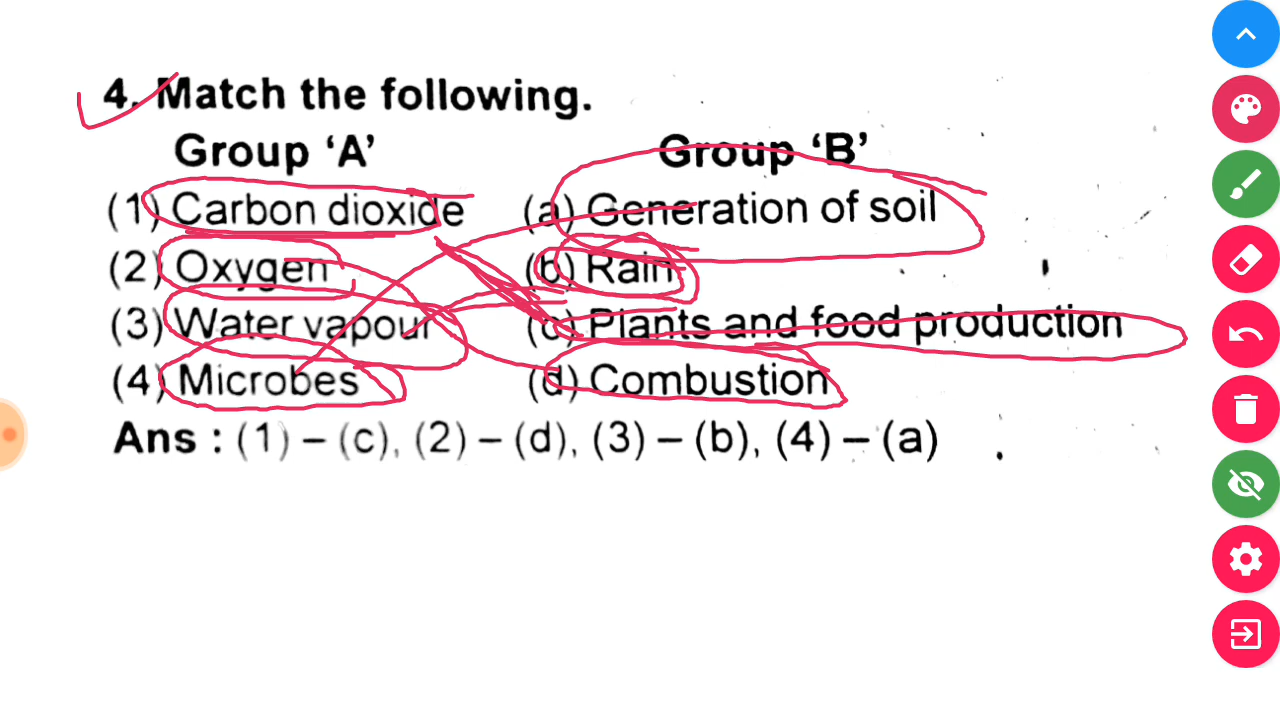 4. Match the following.
Group ‘A’ Group ‘B’
(1) Carbon dioxide (a) Generation of soil
(2) Oxygen (b) Rain
(3) Water vapour (c) Plants and food production
(4) Microbes (d) Combustion
Ans : (1) – (c), (2) – (d), (3) – (b), (4) – (a)